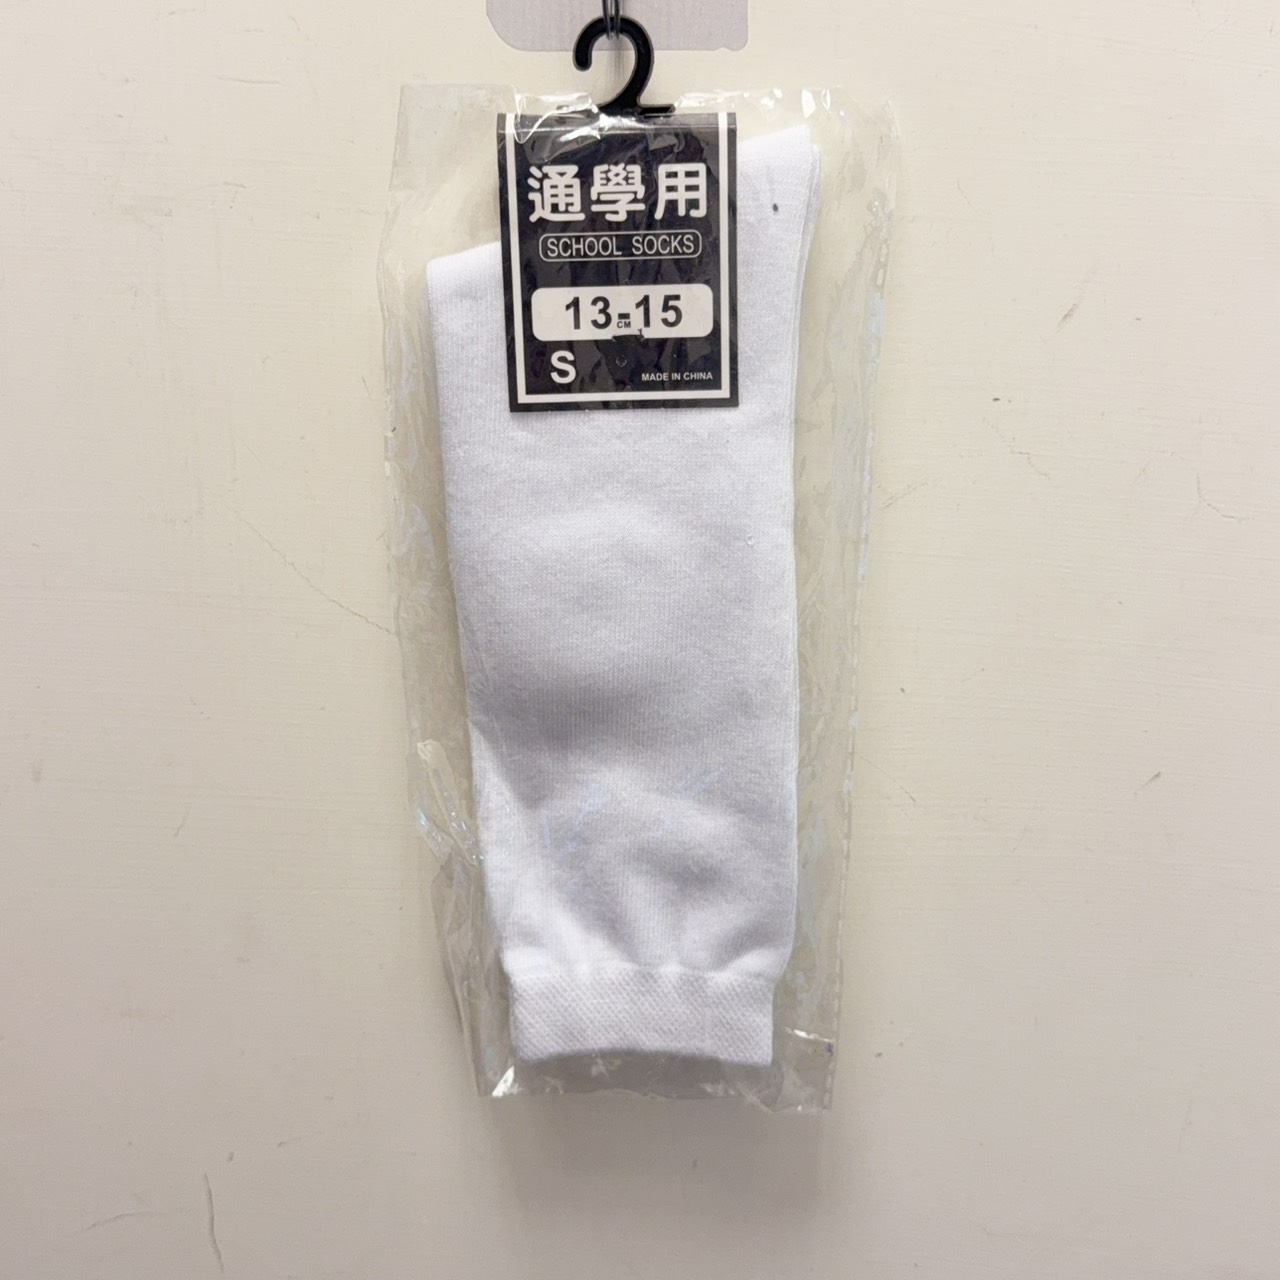 通學用
SCHOOL SOCKS
13-15
CM
S
MADE IN CHINA